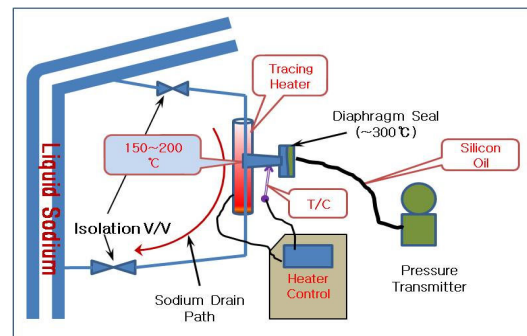 Tracing
Heater
Diaphragm Seal
(~300℃)
150~200
℃
Silicon
Oil
Liquid Sodium
T/C
Isolation V/V
Heater
Control
Pressure
Transmitter
Sodium Drain
Path